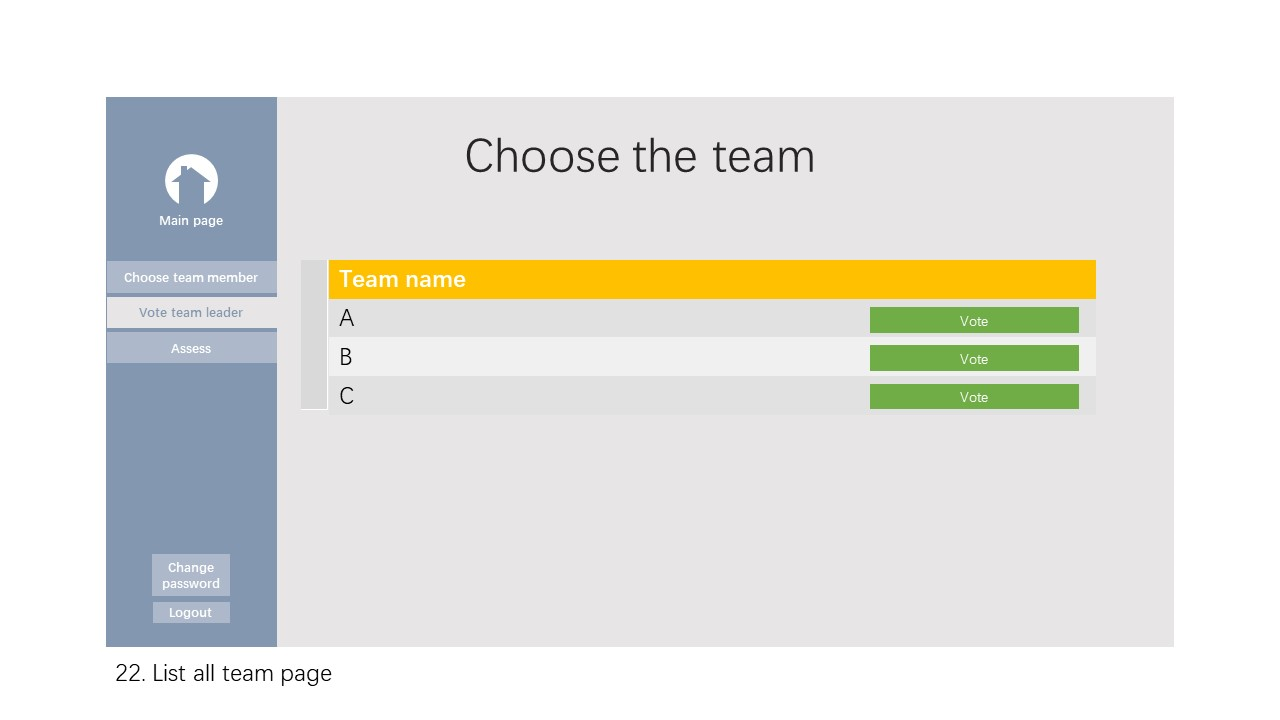 Choose the team
Main page
Choose team member
Vote team leader
Assess
Team name
A Vote
B Vote
C Vote
Change
password
Logout
22. List all team page